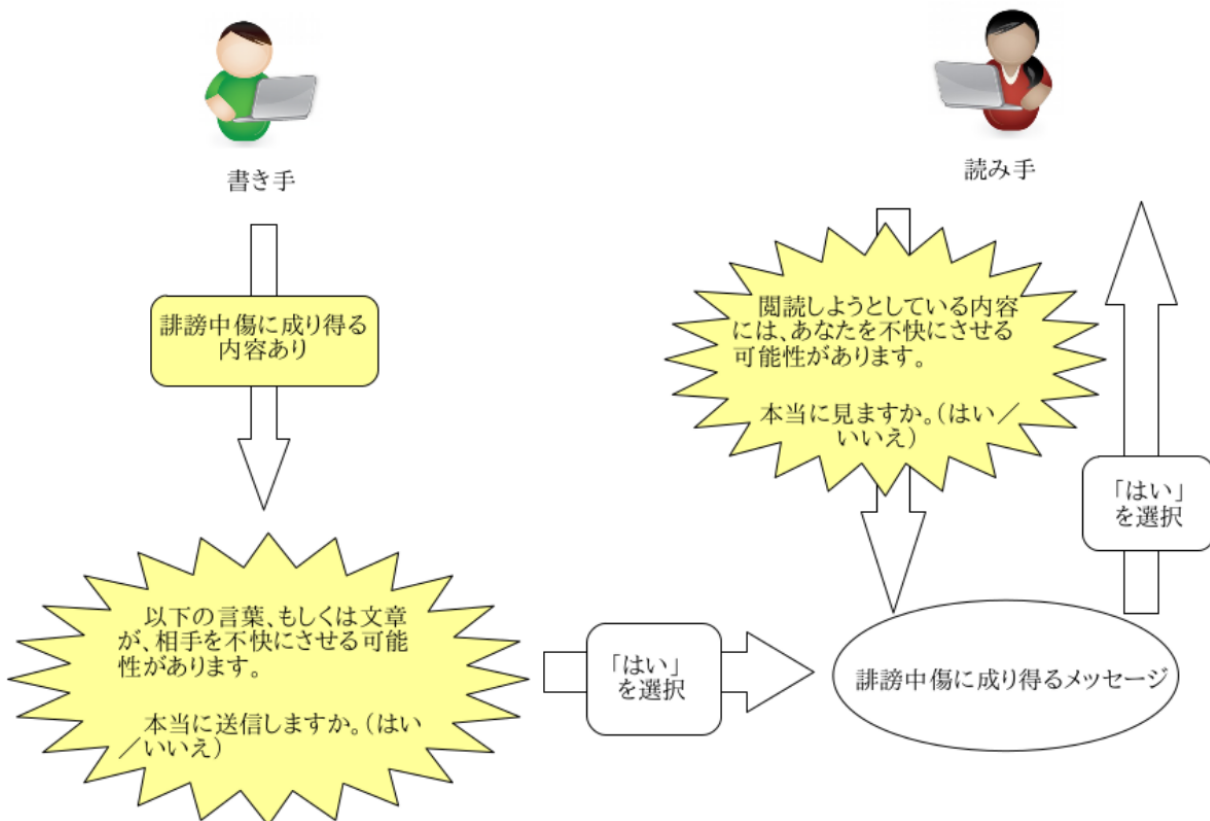 書き手
読み手
誹謗中傷に成り得る
内容あり
閲読しようとしている内容
には、あなたを不快にさせる
可能性があります。
本当に見ますか。(はい／
いいえ)
「はい」
を選択
以下の言葉、もしくは文章
が、相手を不快にさせる可能
性があります。
本当に送信しますか。(はい
／いいえ)
「はい」
を選択
誹謗中傷に成り得るメッセージ